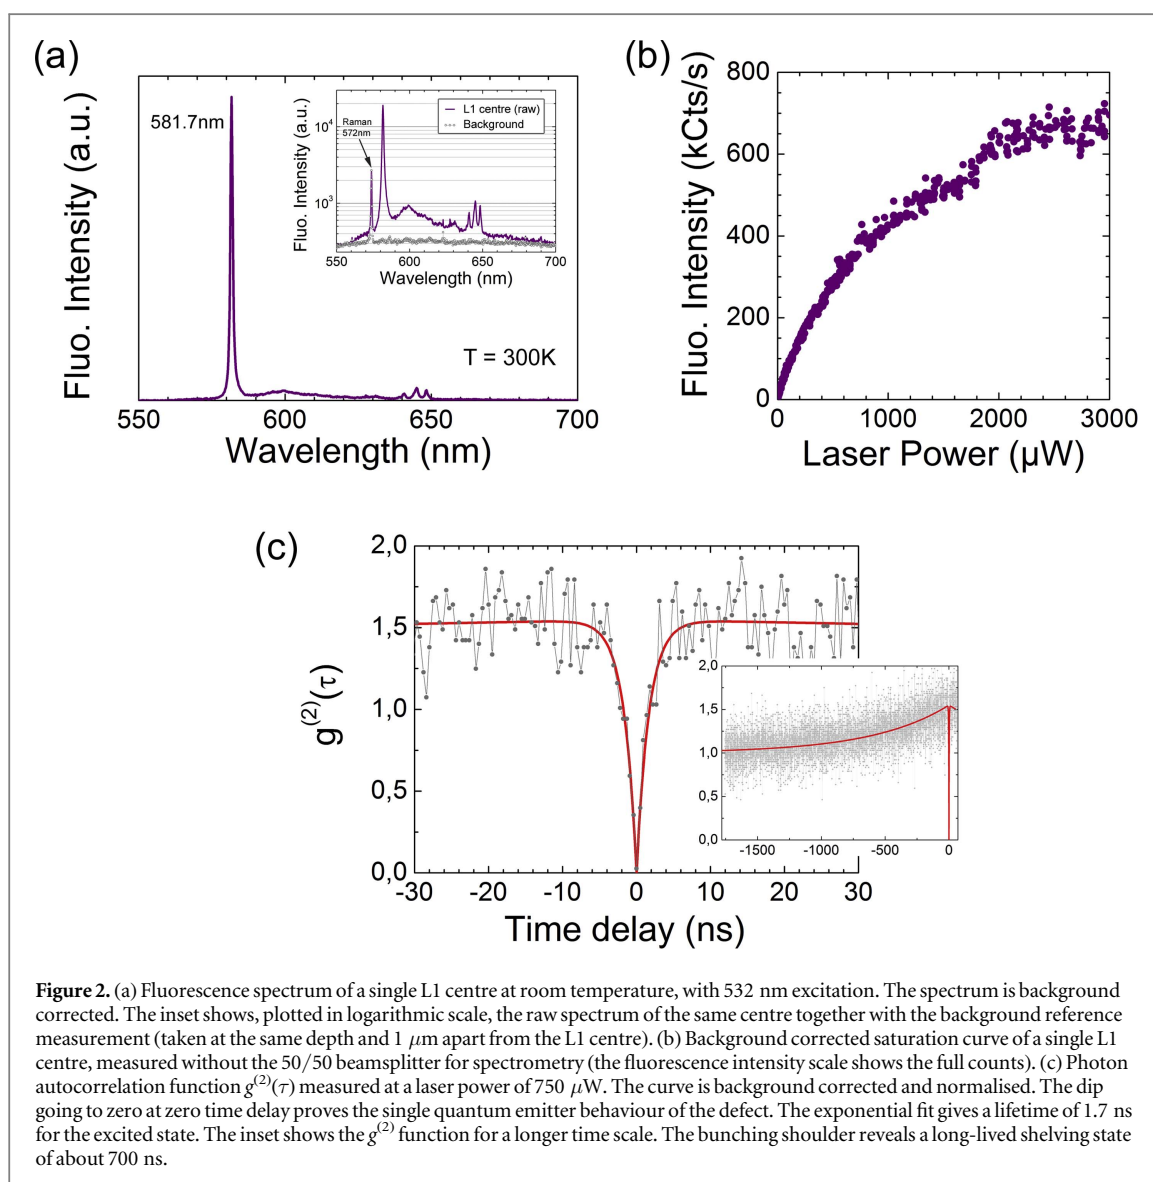 (a)
Fluo. Intensity (a.u.)
581.7nm
T = 300K
550 600 650 700
Wavelength (nm)
Fluo. Intensity (a.u.)
10^4
10^3
Raman
572nm
L1 centre (raw)
Background
550 600 650 700
Wavelength (nm)
(b)
Fluo. Intensity (kCts/s)
800
600
400
200
0
0 1000 2000 3000
Laser Power (µW)
(c)
g(2)(τ)
2,0
1,5
1,0
0,5
0,0
-30 -20 -10 0 10 20 30
Time delay (ns)
2,0
1,5
1,0
0,5
0,0
-1500 -1000 -500 0
Figure 2. (a) Fluorescence spectrum of a single L1 centre at room temperature, with 532 nm excitation. The spectrum is background
corrected. The inset shows, plotted in logarithmic scale, the raw spectrum of the same centre together with the background reference
measurement (taken at the same depth and 1 μm apart from the L1 centre). (b) Background corrected saturation curve of a single L1
centre, measured without the 50/50 beamsplitter for spectrometry (the fluorescence intensity scale shows the full counts). (c) Photon
autocorrelation function g(2)(τ) measured at a laser power of 750 μW. The curve is background corrected and normalised. The dip
going to zero at zero time delay proves the single quantum emitter behaviour of the defect. The exponential fit gives a lifetime of 1.7 ns
for the excited state. The inset shows the g(2) function for a longer time scale. The bunching shoulder reveals a long-lived shelving state
of about 700 ns.